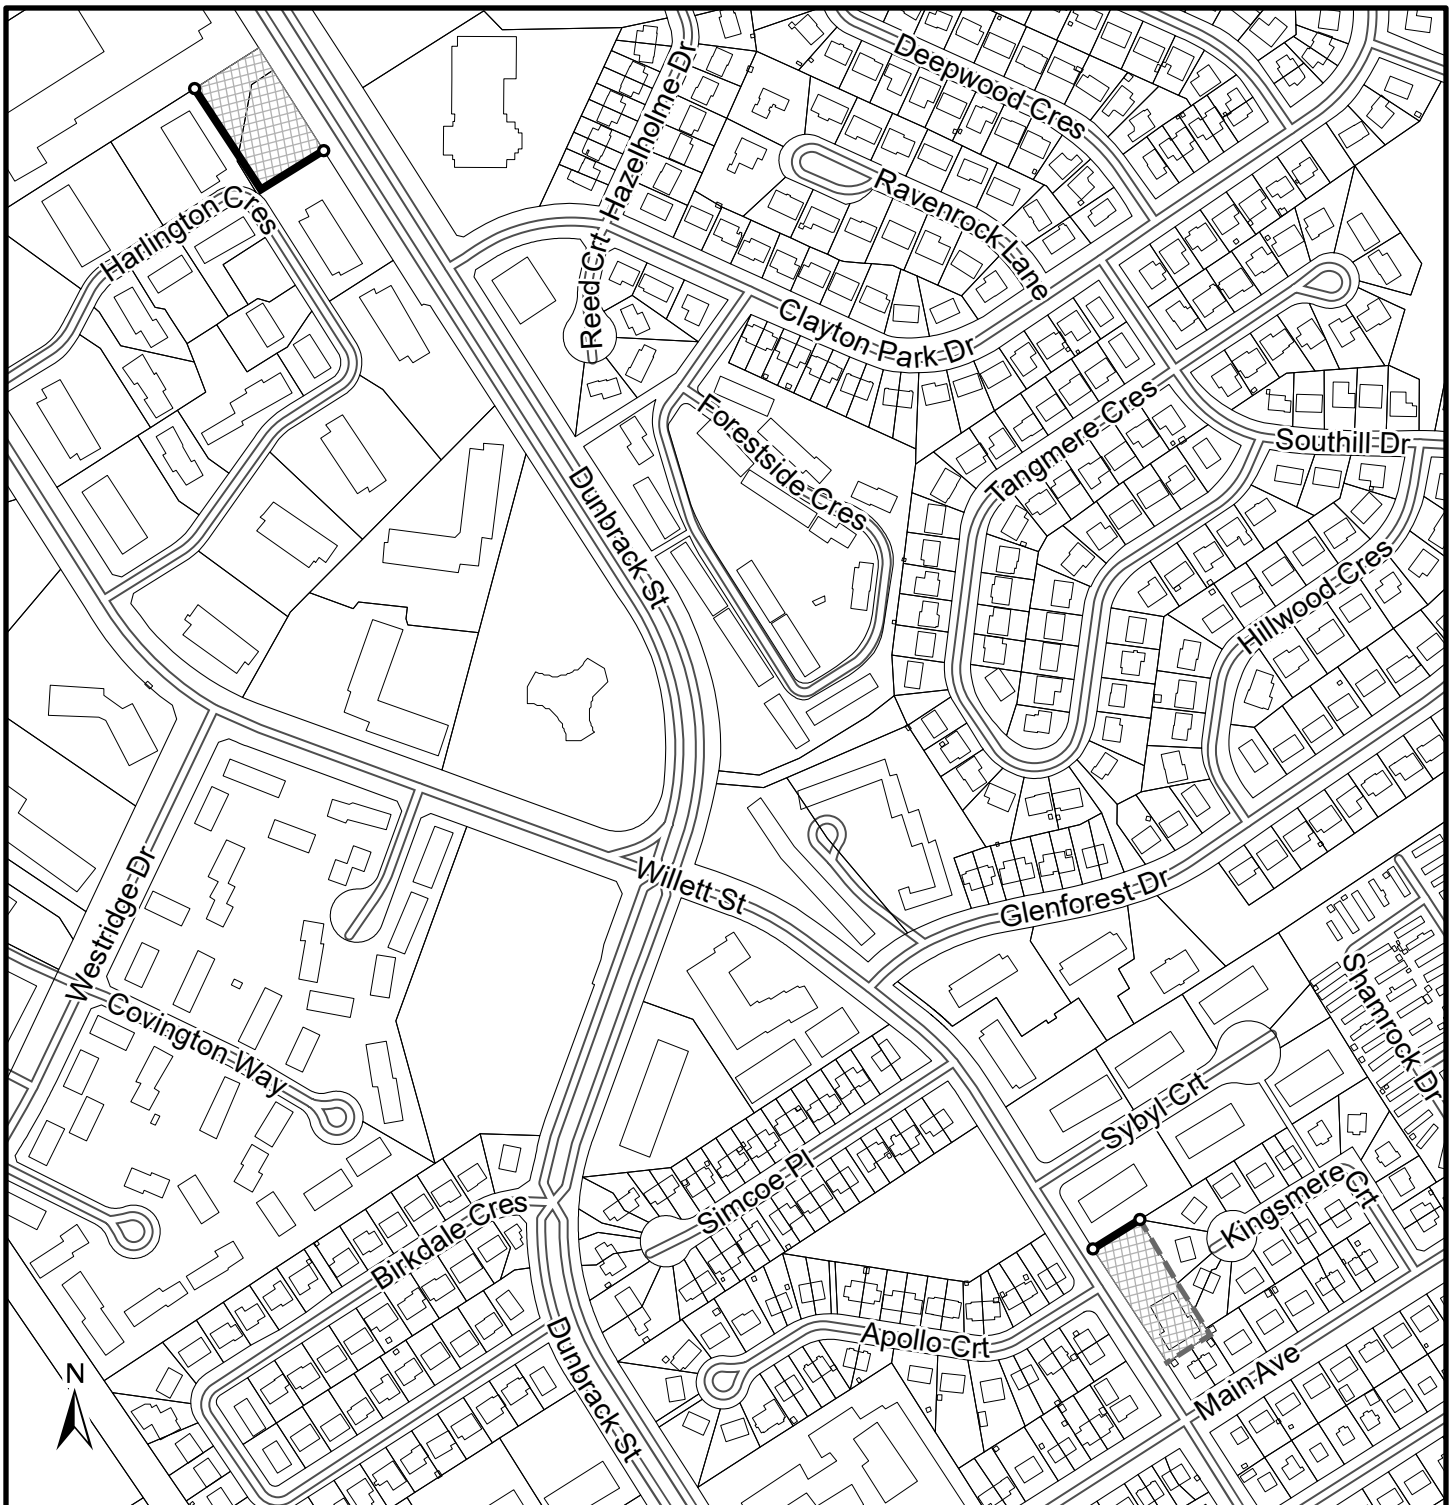 Deepwood Cres
Hazelholme Dr
Ravenrock Lane
Harlington Cres
Reed Crt
Clayton Park Dr
Forestside Cres
Tangmere Cres
Southill Dr
Dunbrack St
Hillwood Cres
Willett St
Glenforest Dr
Westridge Dr
Covington Way
Shamrock Dr
Sybyl Crt
Simcoe Pl
Kingsmere Crt
Birkdale Cres
Apollo Crt
Dunbrack St
Main Ave
N